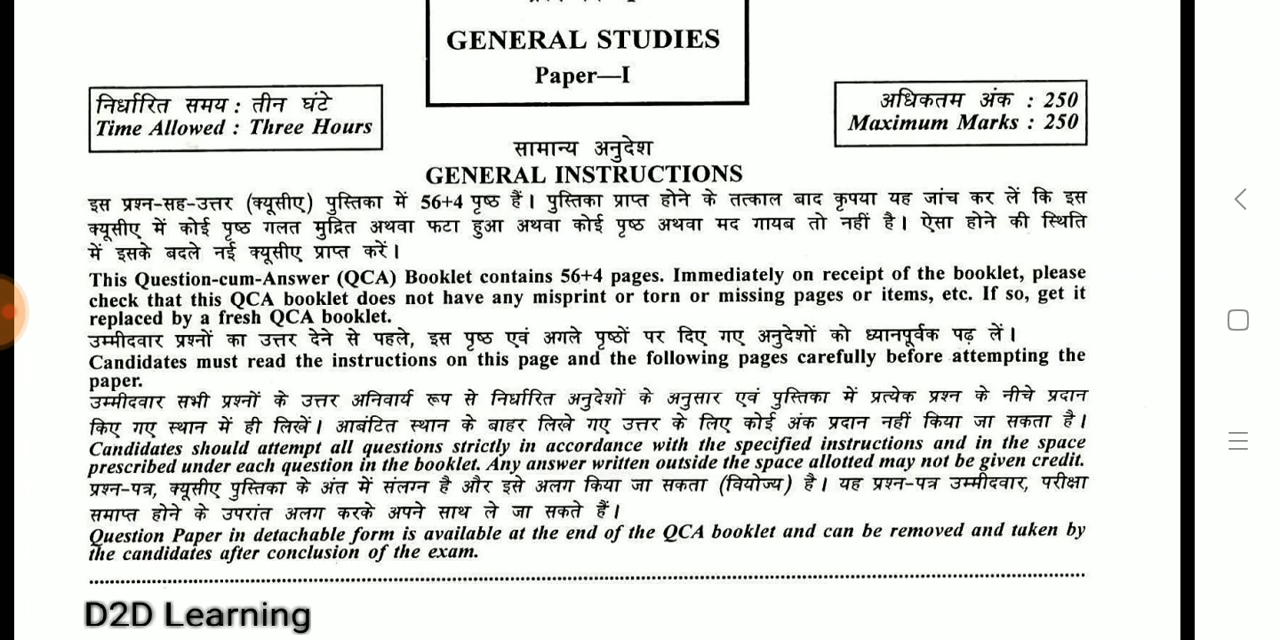 GENERAL STUDIES
Paper—I
निर्धारित समय : तीन घंटे
Time Allowed : Three Hours
अधिकतम अंक : 250
Maximum Marks : 250
सामान्य अनुदेश
GENERAL INSTRUCTIONS
इस प्रश्न-सह-उत्तर (क्यूसीए) पुस्तिका में 56+4 पृष्ठ हैं। पुस्तिका प्राप्त होने के तत्काल बाद कृपया यह जांच कर लें कि इस
क्यूसीए में कोई पृष्ठ गलत मुद्रित अथवा फटा हुआ अथवा कोई पृष्ठ अथवा मद गायब तो नहीं है। ऐसा होने की स्थिति
में इसके बदले नई क्यूसीए प्राप्त करें।
This Question-cum-Answer (QCA) Booklet contains 56+4 pages. Immediately on receipt of the booklet, please
check that this QCA booklet does not have any misprint or torn or missing pages or items, etc. If so, get it
replaced by a fresh QCA booklet.
उम्मीदवार प्रश्नों का उत्तर देने से पहले, इस पृष्ठ एवं अगले पृष्ठों पर दिए गए अनुदेशों को ध्यानपूर्वक पढ़ लें।
Candidates must read the instructions on this page and the following pages carefully before attempting the
paper.
उम्मीदवार सभी प्रश्नों के उत्तर अनिवार्य रूप से निर्धारित अनुदेशों के अनुसार एवं पुस्तिका में प्रत्येक प्रश्न के नीचे प्रदान
किए गए स्थान में ही लिखें। आबंटित स्थान के बाहर लिखे गए उत्तर के लिए कोई अंक प्रदान नहीं किया जा सकता है।
Candidates should attempt all questions strictly in accordance with the specified instructions and in the space
prescribed under each question in the booklet. Any answer written outside the space allotted may not be given credit.
प्रश्न-पत्र, क्यूसीए पुस्तिका के अंत में संलग्न है और इसे अलग किया जा सकता (वियोज्य) है। यह प्रश्न-पत्र उम्मीदवार, परीक्षा
समाप्त होने के उपरांत अलग करके अपने साथ ले जा सकते हैं।
Question Paper in detachable form is available at the end of the QCA booklet and can be removed and taken by
the candidates after conclusion of the exam.
D2D Learning